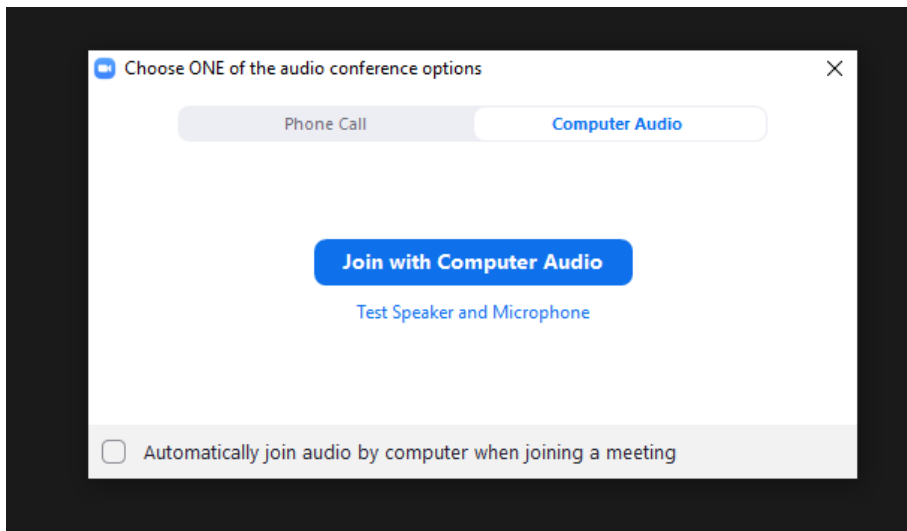 Choose ONE of the audio conference options
Phone Call
Computer Audio
Join with Computer Audio
Test Speaker and Microphone
Automatically join audio by computer when joining a meeting